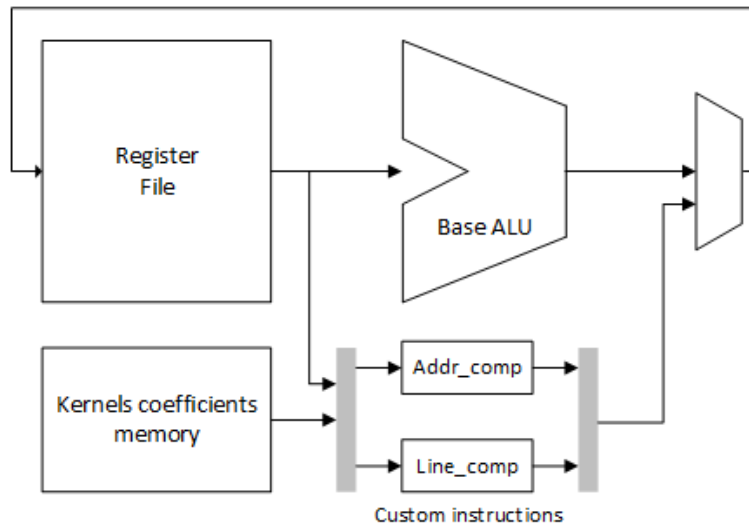 Register
File
Base ALU
Kernels coefficients
memory
Addr_comp
Line_comp
Custom instructions